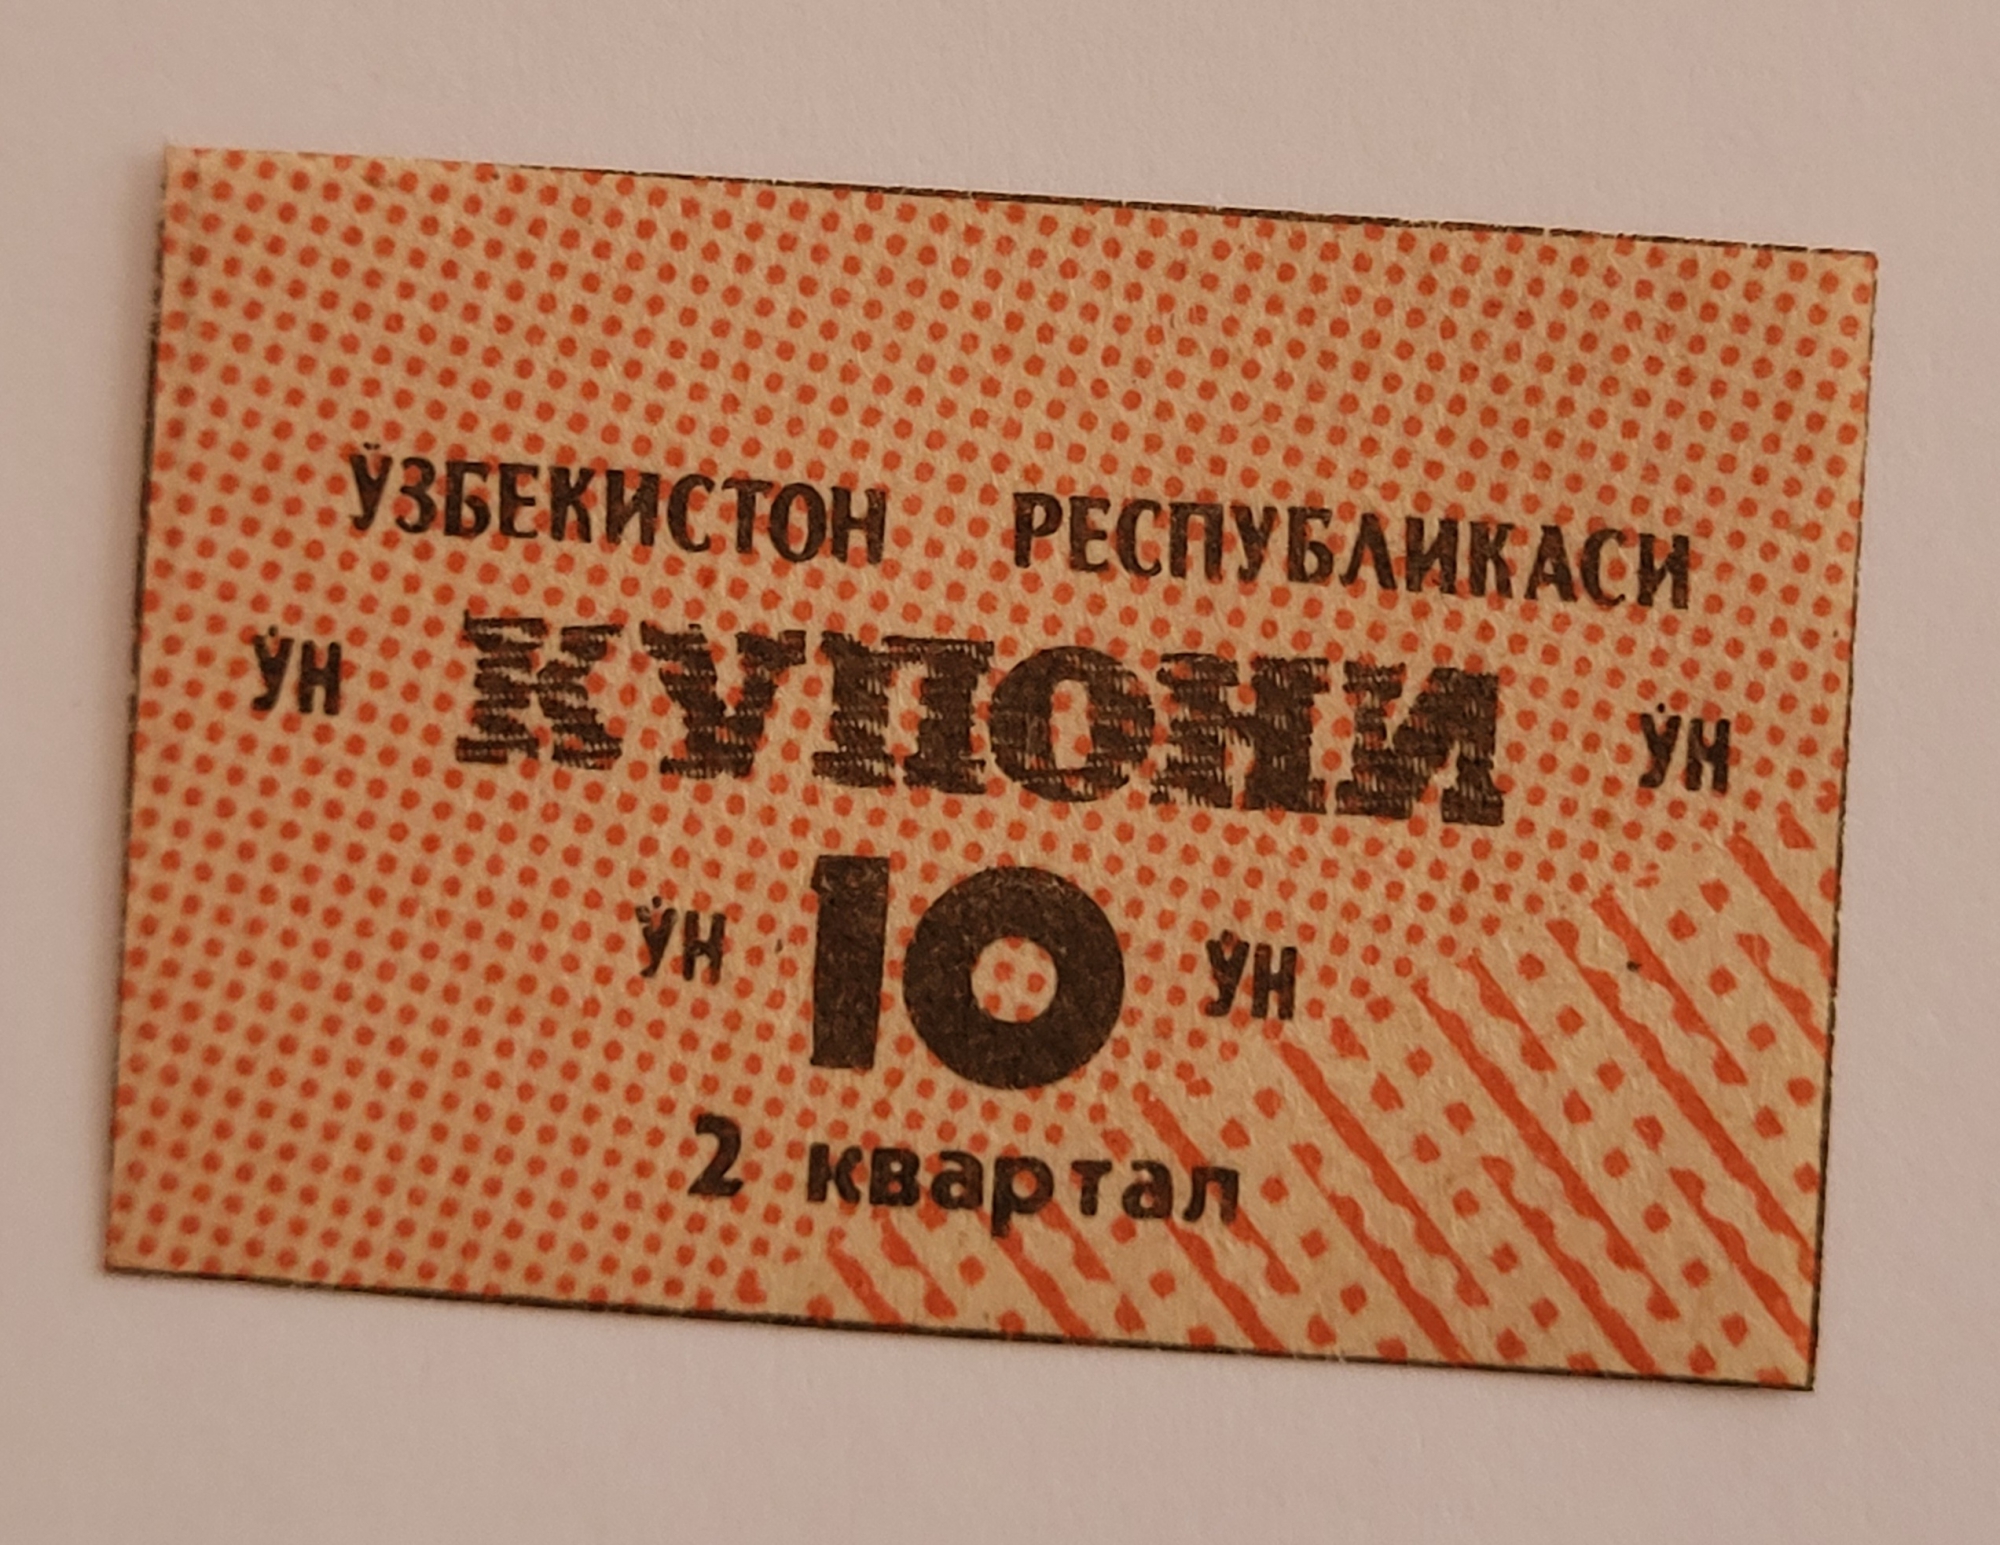 ЎЗБЕКИСТОН РЕСПУБЛИКАСИ
ЎН КУПОНИ ЎН
ЎН 10 ЎН
2 квартал